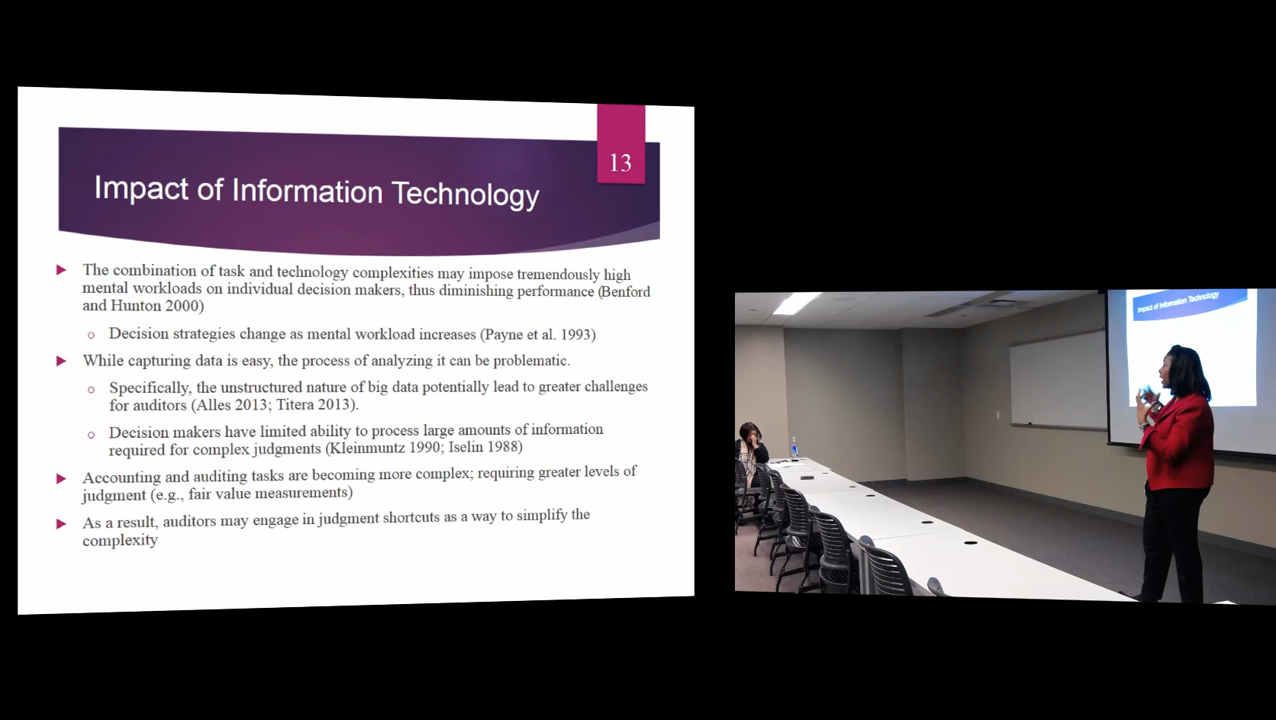 13
Impact of Information Technology
The combination of task and technology complexities may impose tremendously high
mental workloads on individual decision makers, thus diminishing performance (Benford
and Hunton 2000)
Decision strategies change as mental workload increases (Payne et al. 1993)
While capturing data is easy, the process of analyzing it can be problematic.
Specifically, the unstructured nature of big data potentially lead to greater challenges
for auditors (Alles 2013; Titera 2013).
Decision makers have limited ability to process large amounts of information
required for complex judgments (Kleinmuntz 1990; Iselin 1988)
Accounting and auditing tasks are becoming more complex; requiring greater levels of
judgment (e.g., fair value measurements)
As a result, auditors may engage in judgment shortcuts as a way to simplify the
complexity
Impact of Information Technology